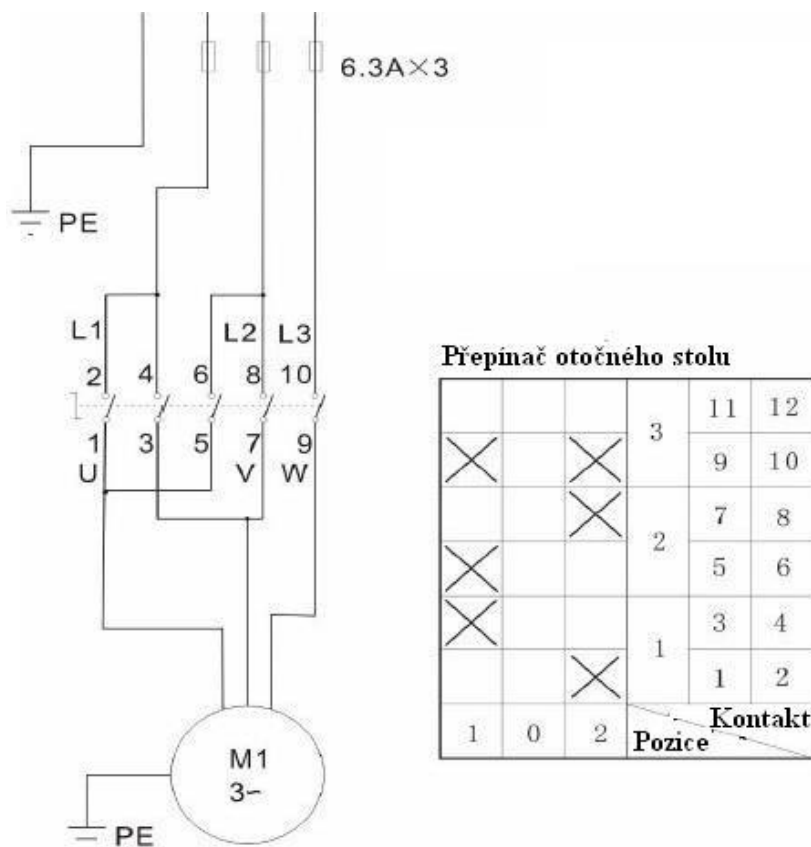 6.3A×3
PE
L1 L2 L3
2 4 6 8 10
1 3 5 7 9
U V W
M1
3~
PE
Přepínač otočného stolu
3 11 12
9 10
2 7 8
5 6
1 3 4
1 2
1 0 2 Pozice Kontakt